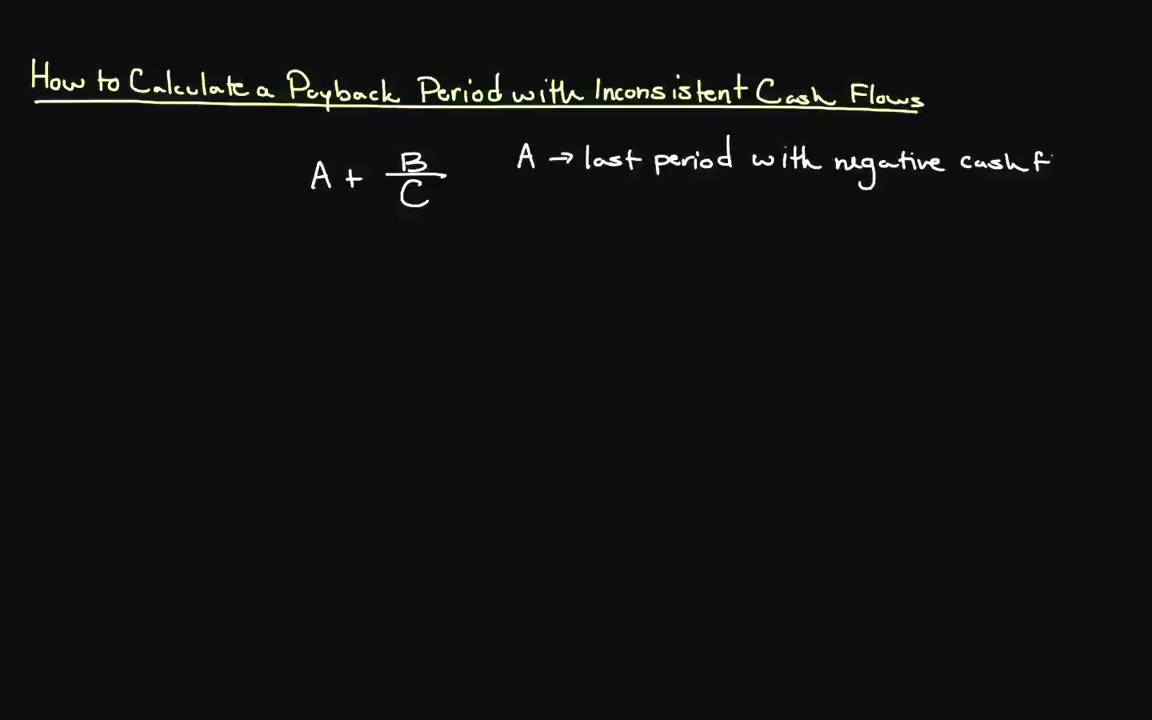 How to Calculate a Payback Period with Inconsistent Cash Flows
A + B/C
A → last period with negative cash f